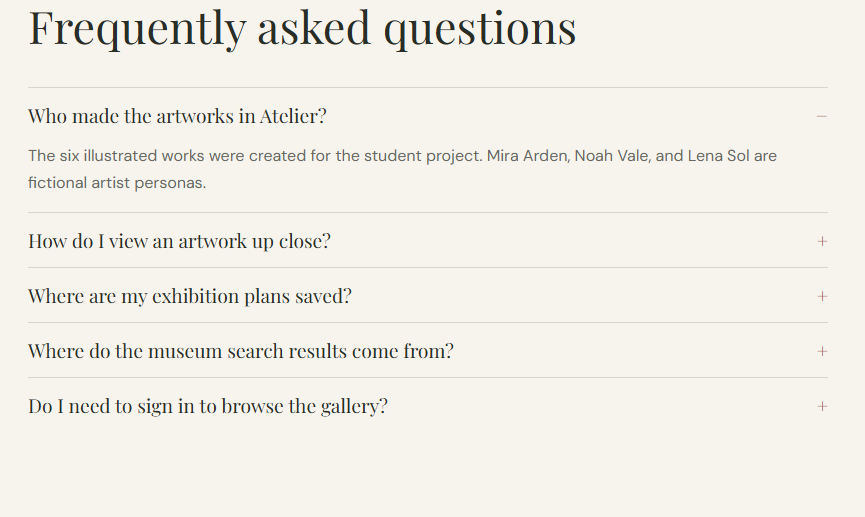 Frequently asked questions
Who made the artworks in Atelier? −
The six illustrated works were created for the student project. Mira Arden, Noah Vale, and Lena Sol are
fictional artist personas.
How do I view an artwork up close? +
Where are my exhibition plans saved? +
Where do the museum search results come from? +
Do I need to sign in to browse the gallery? +